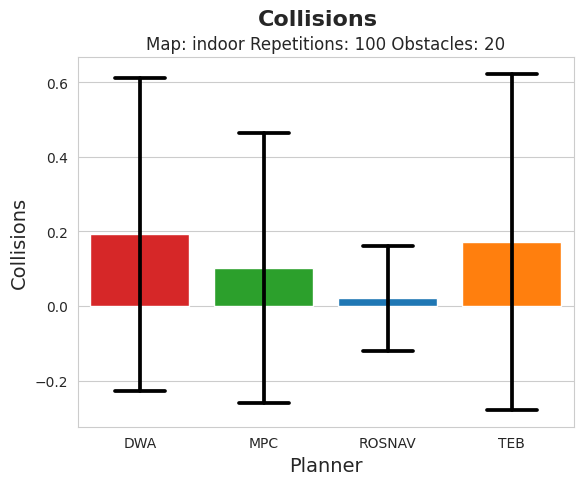 Collisions
Map: indoor Repetitions: 100 Obstacles: 20
0.6
0.4
0.2
0.0
−0.2
Collisions
DWA MPC ROSNAV TEB
Planner